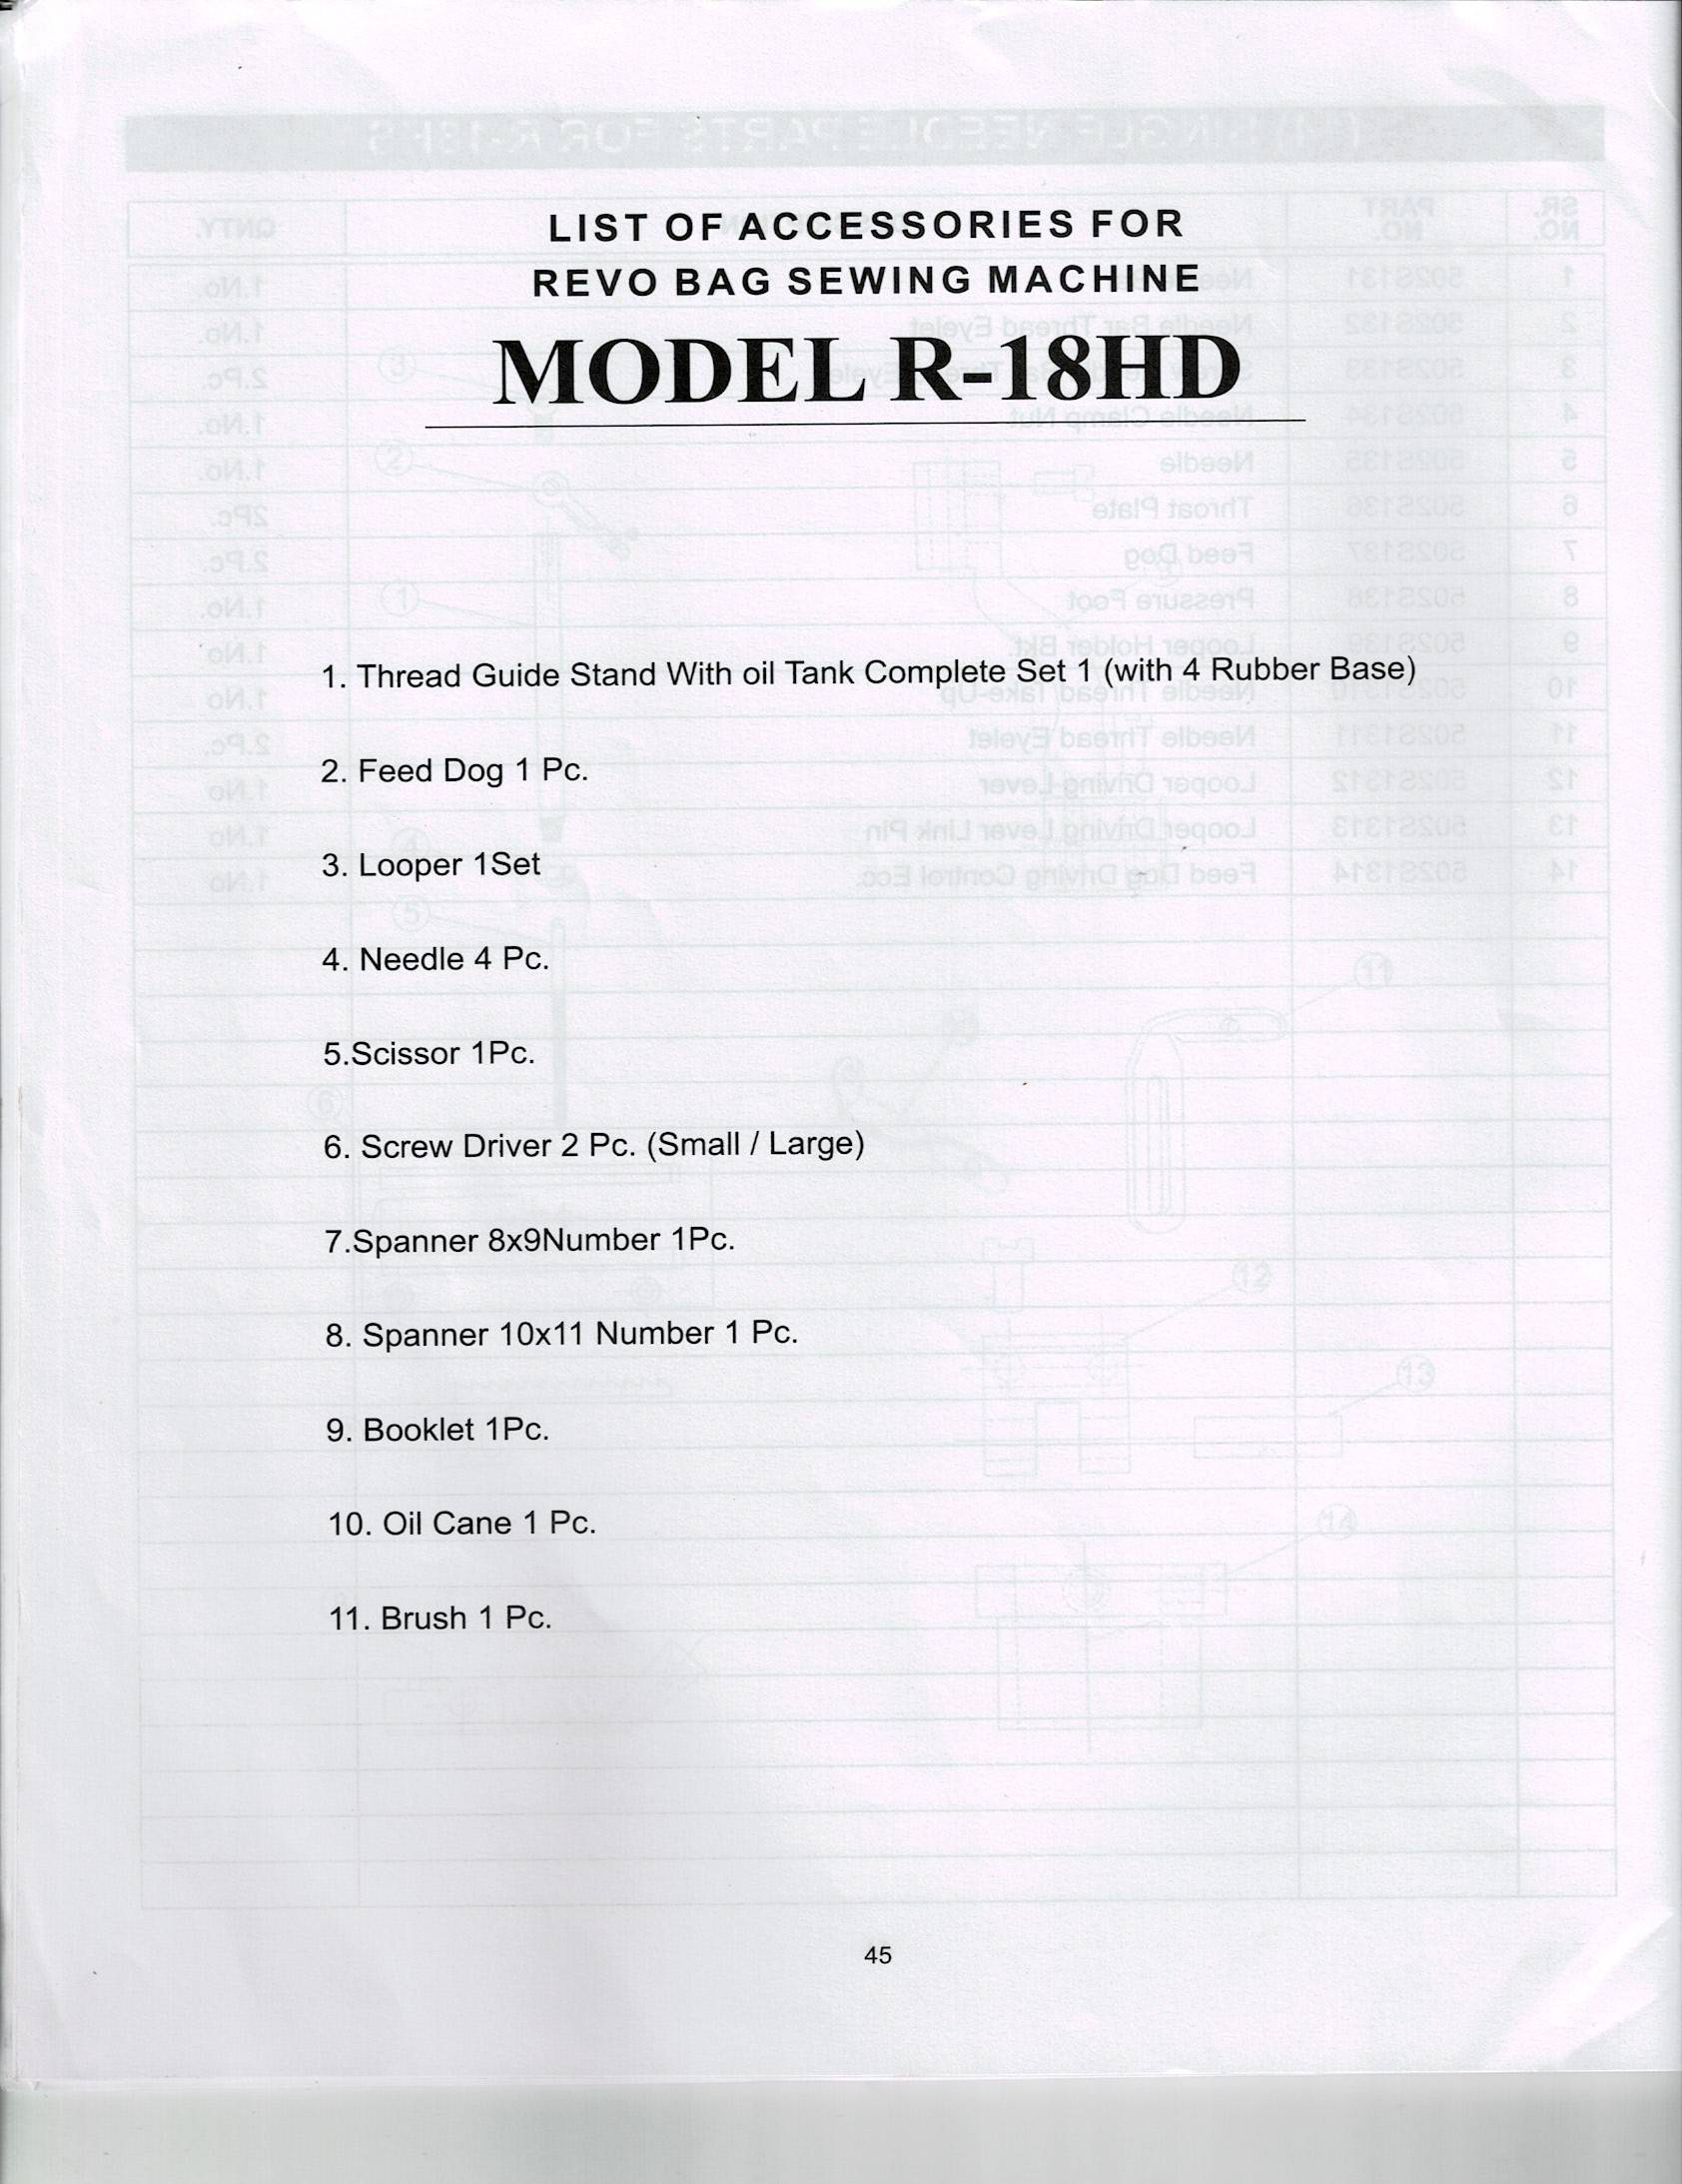 LIST OF ACCESSORIES FOR
REVO BAG SEWING MACHINE
MODEL R-18HD
1. Thread Guide Stand With oil Tank Complete Set 1 (with 4 Rubber Base)
2. Feed Dog 1 Pc.
3. Looper 1Set
4. Needle 4 Pc.
5.Scissor 1Pc.
6. Screw Driver 2 Pc. (Small / Large)
7.Spanner 8x9Number 1Pc.
8. Spanner 10x11 Number 1 Pc.
9. Booklet 1Pc.
10. Oil Cane 1 Pc.
11. Brush 1 Pc.
45